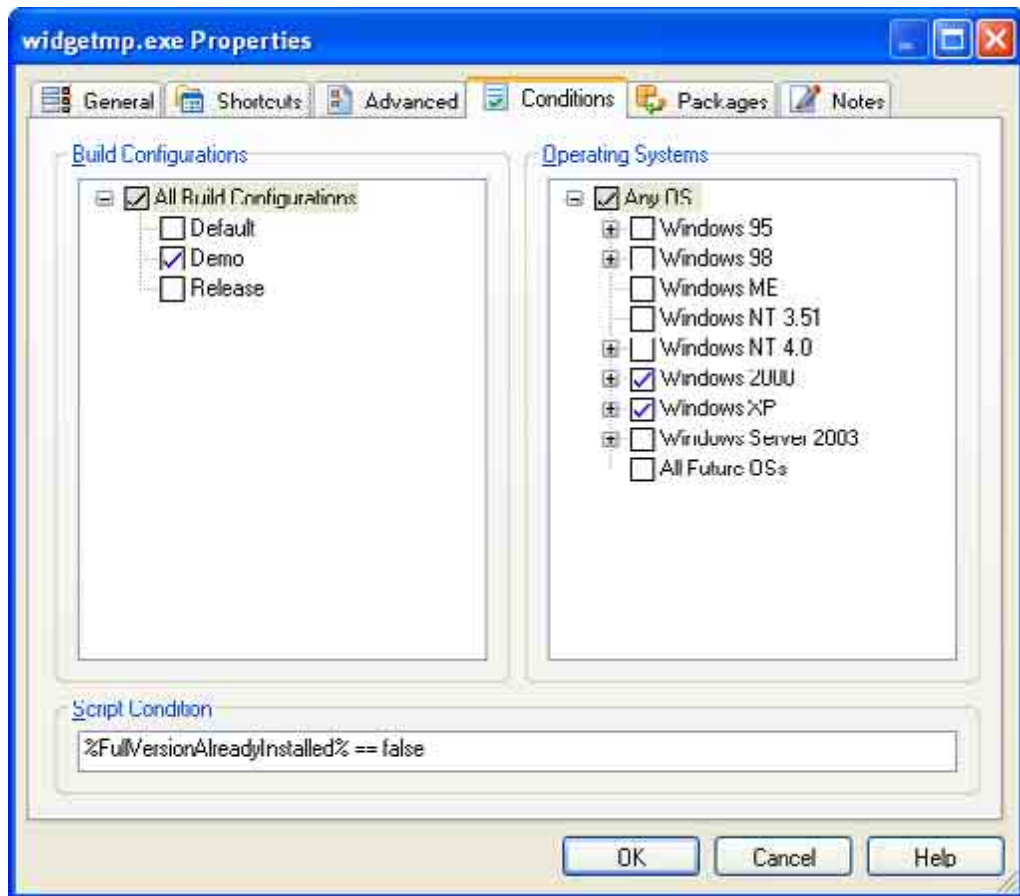 widgetmp.exe Properties
General Shortcuts Advanced Conditions Packages Notes
Build Configurations
All Build Configurations
Default
Demo
Release
Operating Systems
Any OS
Windows 95
Windows 98
Windows ME
Windows NT 3.51
Windows NT 4.0
Windows 2000
Windows XP
Windows Server 2003
All Future OSs
Script Condition
%FullVersionAlreadyInstalled% == false
OK Cancel Help